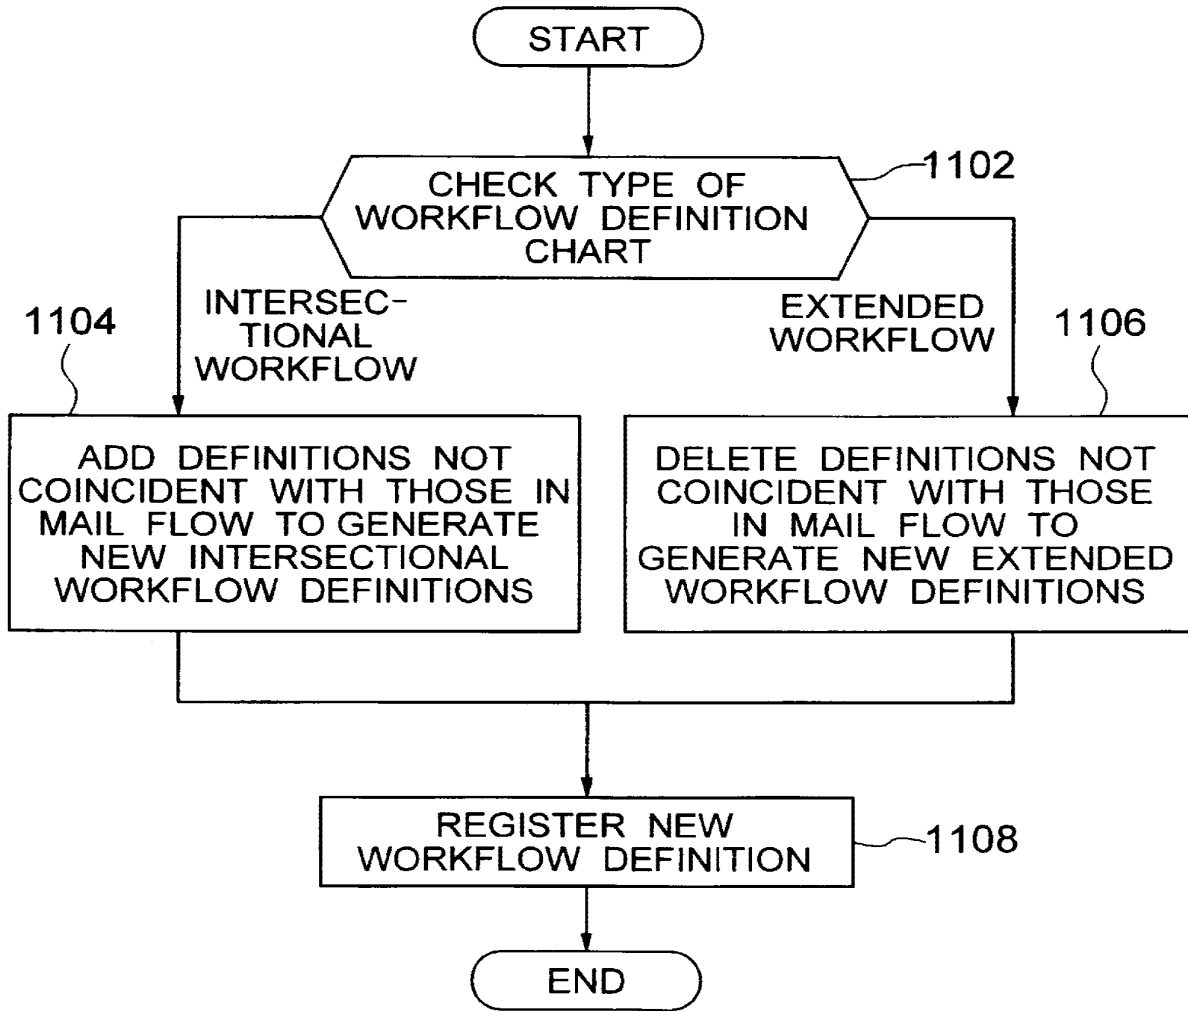 START
1102
CHECK TYPE OF
WORKFLOW DEFINITION
CHART
INTERSEC-
TIONAL
WORKFLOW
EXTENDED
WORKFLOW
1104
1106
ADD DEFINITIONS NOT
COINCIDENT WITH THOSE IN
MAIL FLOW TO GENERATE
NEW INTERSECTIONAL
WORKFLOW DEFINITIONS
DELETE DEFINITIONS NOT
COINCIDENT WITH THOSE
IN MAIL FLOW TO
GENERATE NEW EXTENDED
WORKFLOW DEFINITIONS
REGISTER NEW
WORKFLOW DEFINITION
1108
END